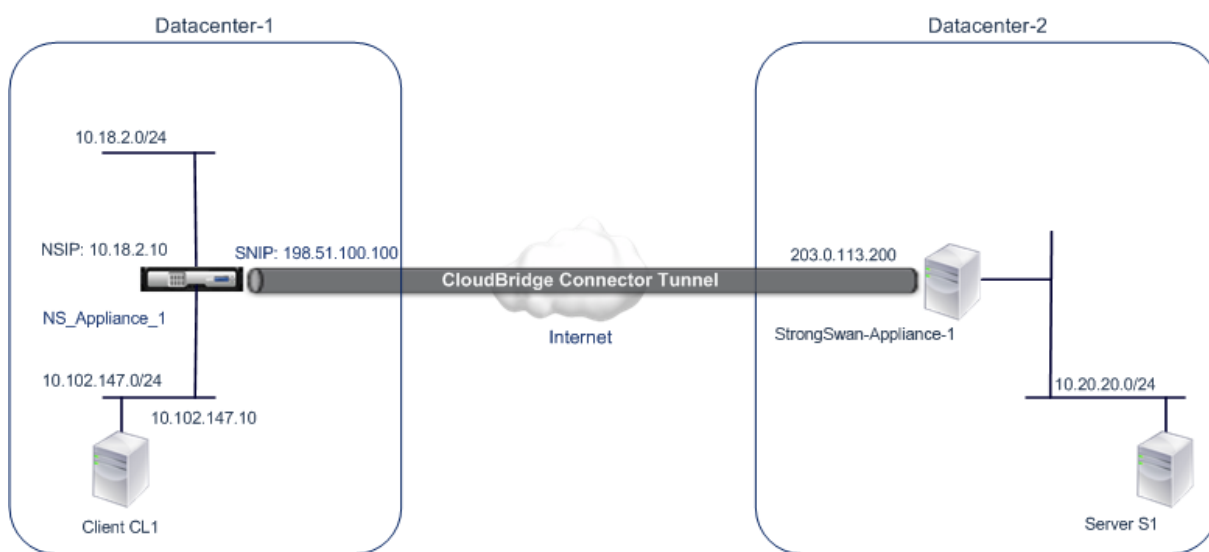 Datacenter-1
Datacenter-2
10.18.2.0/24
NSIP: 10.18.2.10
SNIP: 198.51.100.100
203.0.113.200
CloudBridge Connector Tunnel
NS_Appliance_1
Internet
StrongSwan-Appliance-1
10.102.147.0/24
10.20.20.0/24
10.102.147.10
Client CL1
Server S1